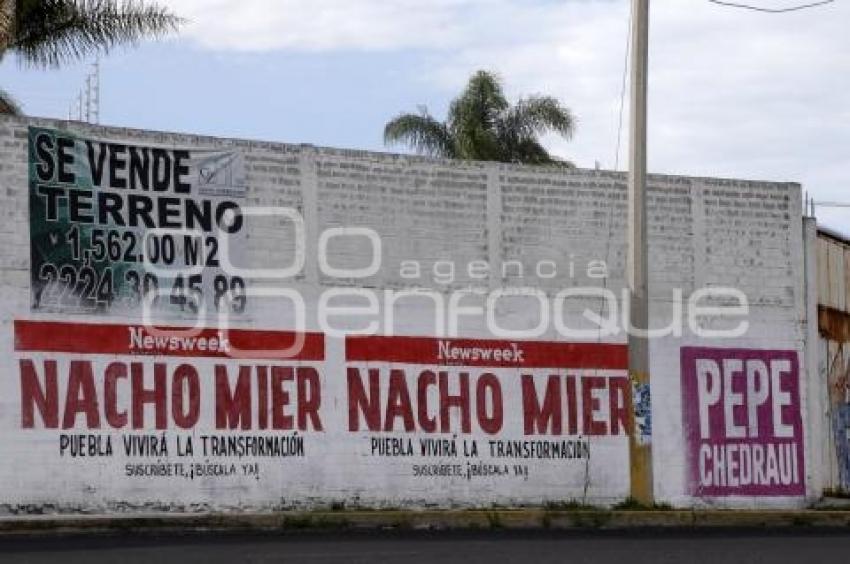 SE VENDE
TERRENO
1,562.00 M2
2224 39 45 89
Newsweek
NACHO MIER
PUEBLA VIVIRÁ LA TRANSFORMACIÓN
SUSCRÍBETE, ¡BÚSCALA YA!
Newsweek
NACHO MIER
PUEBLA VIVIRÁ LA TRANSFORMACIÓN
SUSCRÍBETE, ¡BÚSCALA YA!
PEPE
CHEDRAUI
agencia
enfoque